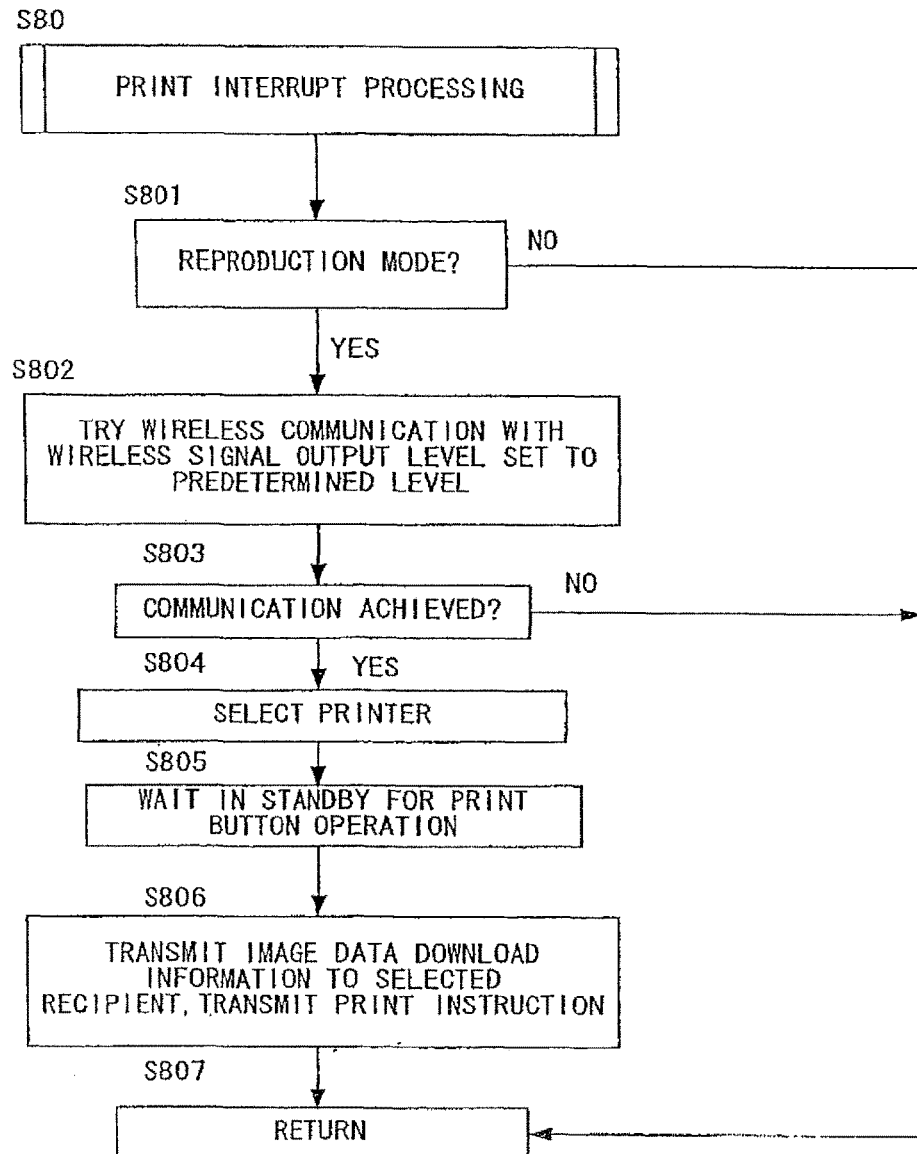 S80
PRINT INTERRUPT PROCESSING
S801
REPRODUCTION MODE?
NO
YES
S802
TRY WIRELESS COMMUNICATION WITH
WIRELESS SIGNAL OUTPUT LEVEL SET TO
PREDETERMINED LEVEL
S803
COMMUNICATION ACHIEVED?
NO
YES
S804
SELECT PRINTER
S805
WAIT IN STANDBY FOR PRINT
BUTTON OPERATION
S806
TRANSMIT IMAGE DATA DOWNLOAD
INFORMATION TO SELECTED
RECIPIENT, TRANSMIT PRINT INSTRUCTION
S807
RETURN